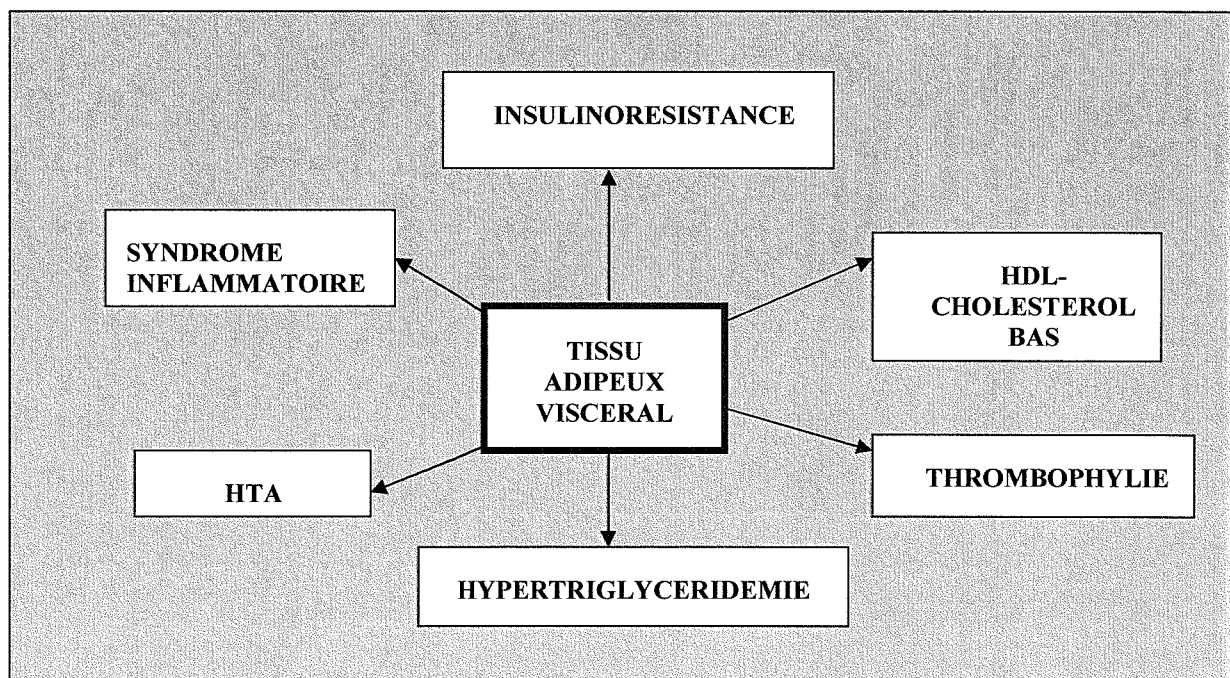 INSULINORESISTANCE
SYNDROME
INFLAMMATOIRE
HDL-
CHOLESTEROL
BAS
TISSU
ADIPEUX
VISCERAL
HTA
THROMBOPHYLIE
HYPERTRIGLYCERIDEMIE